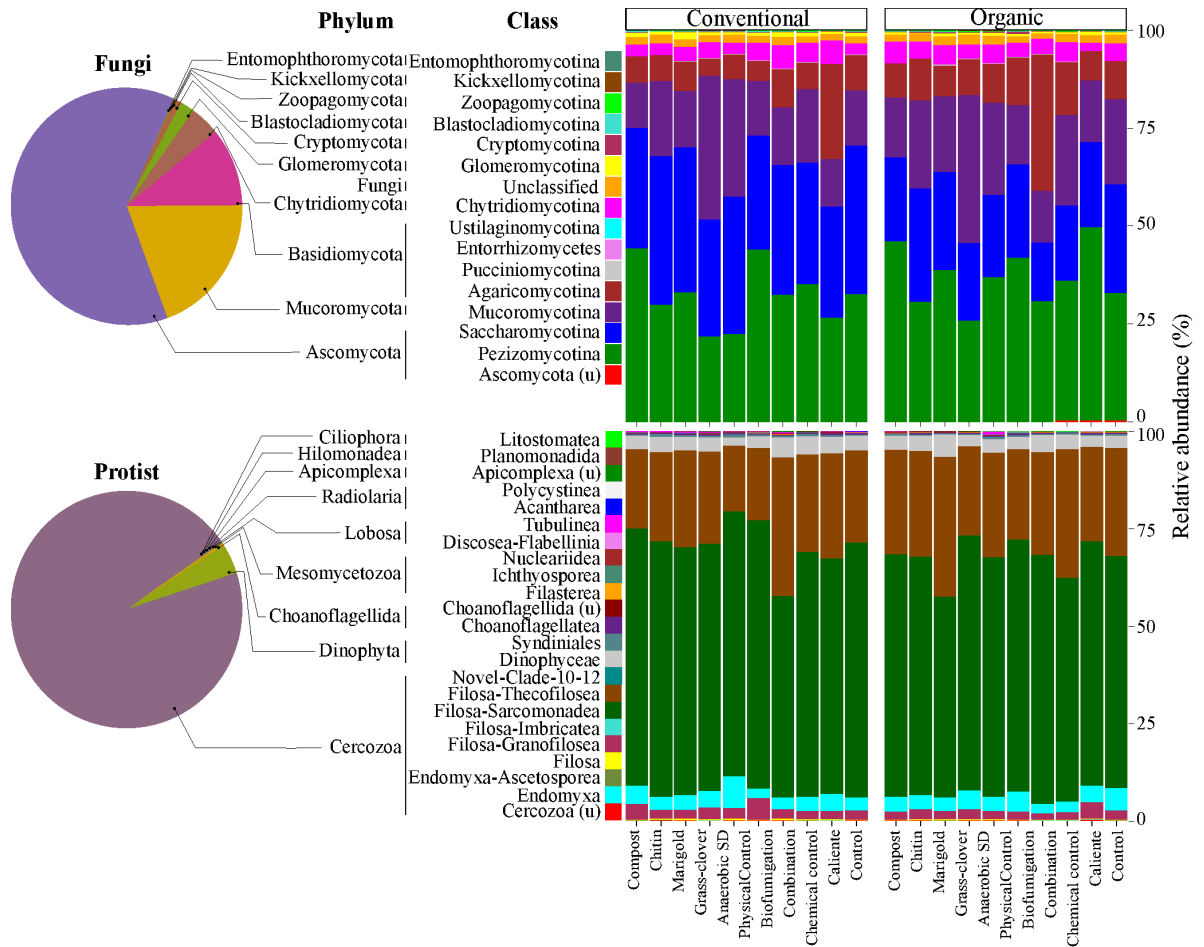 Phylum
Class
Conventional
Organic
Fungi
Entomophthoromycota
Kickxellomycota
Zoopagomycota
Blastocladiomycota
Cryptomycota
Glomeromycota
Fungi
Chytridiomycota
Basidiomycota
Mucoromycota
Ascomycota
Entomophthoromycotina
Kickxellomycotina
Zoopagomycotina
Blastocladiomycotina
Cryptomycotina
Glomeromycotina
Unclassified
Chytridiomycotina
Ustilaginomycotina
Entorrhizomycetes
Pucciniomycotina
Agaricomycotina
Mucoromycotina
Saccharomycotina
Pezizomycotina
Ascomycota (u)
100
75
50
25
0
Relative abundance (%)
Protist
Ciliophora
Hilomonadea
Apicomplexa
Radiolaria
Lobosa
Mesomycetozoa
Choanoflagellida
Dinophyta
Cercozoa
Litostomatea
Planomonadida
Apicomplexa (u)
Polycystinea
Acantharea
Tubulinea
Discosea-Flabellinia
Nucleariidea
Ichthyosporea
Filasterea
Choanoflagellida (u)
Choanoflagellatea
Syndiniales
Dinophyceae
Novel-Clade-10-12
Filosa-Thecofilosea
Filosa-Sarcomonadea
Filosa-Imbricatea
Filosa-Granofilosea
Filosa
Endomyxa-Ascetosporea
Endomyxa
Cercozoa (u)
100
75
50
25
0
Relative abundance (%)
Compost
Chitin
Marigold
Grass-clover
Anaerobic SD
PhysicalControl
Biofumigation
Combination
Chemical control
Caliente
Control
Compost
Chitin
Marigold
Grass-clover
Anaerobic SD
PhysicalControl
Biofumigation
Combination
Chemical control
Caliente
Control